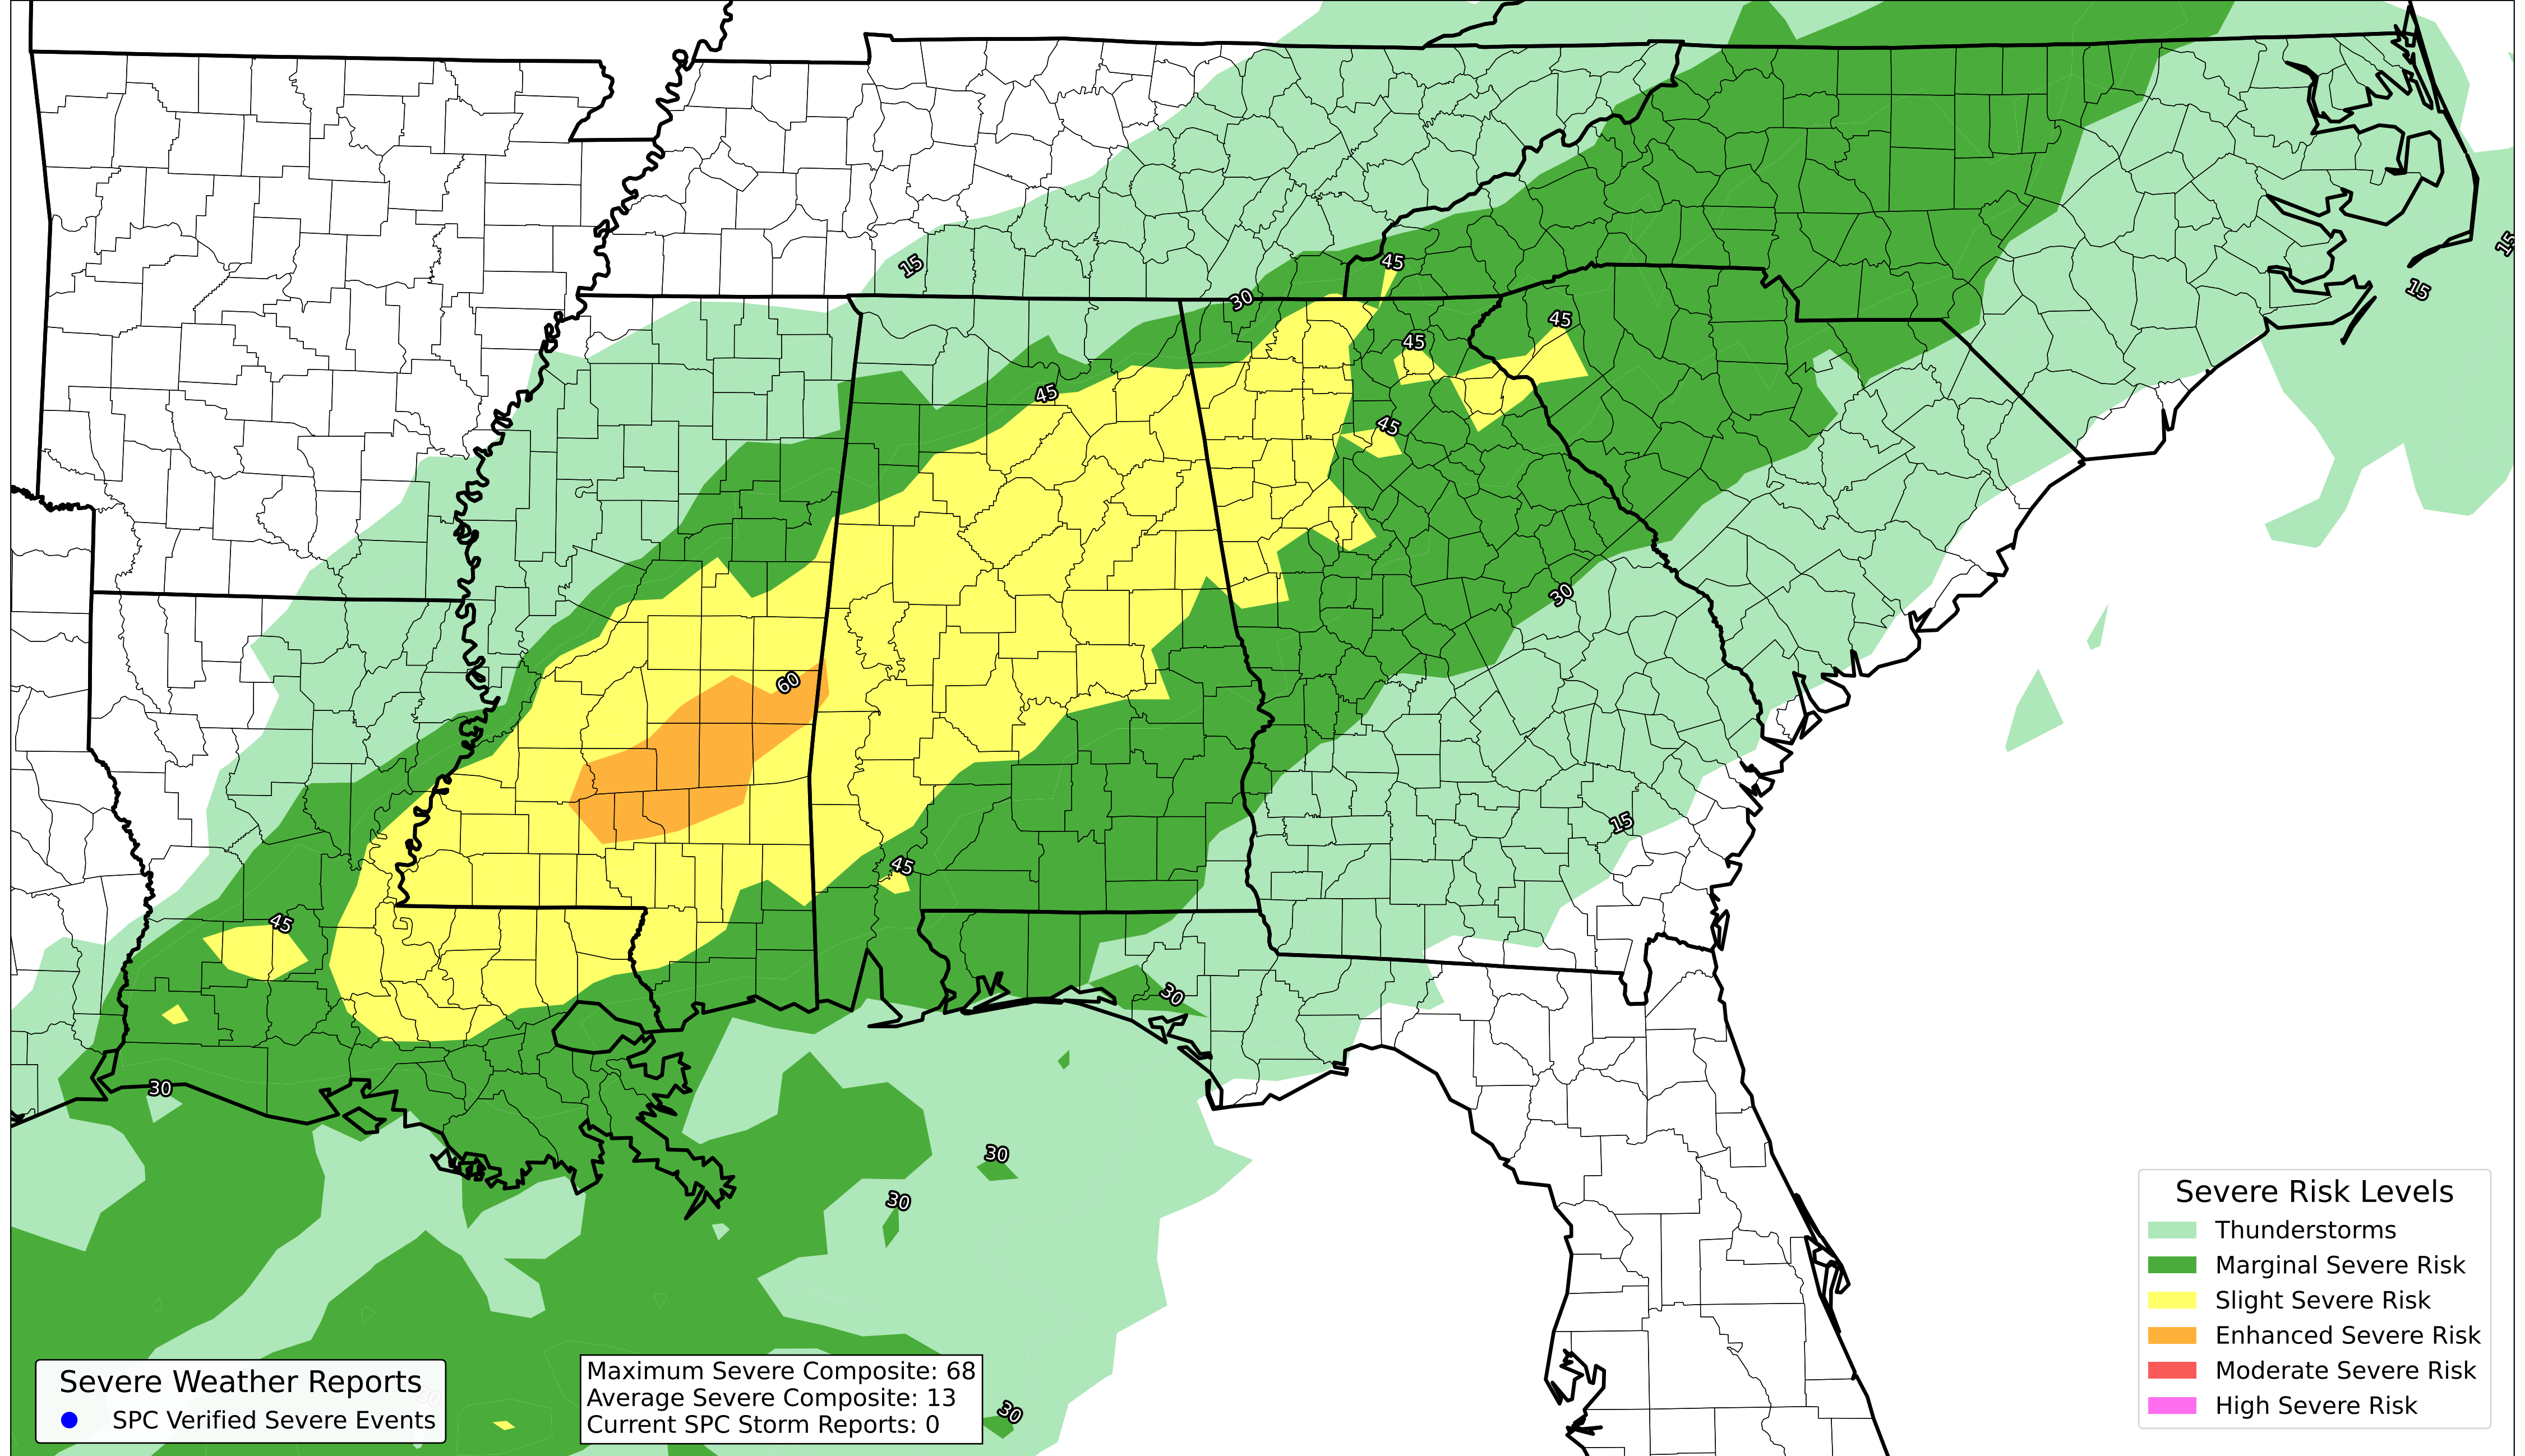 15
15
15
45
30
45
45
45
45
30
60
15
45
45
30
30
30
30
30
Severe Risk Levels
Thunderstorms
Marginal Severe Risk
Slight Severe Risk
Enhanced Severe Risk
Moderate Severe Risk
High Severe Risk
Severe Weather Reports
SPC Verified Severe Events
Maximum Severe Composite: 68
Average Severe Composite: 13
Current SPC Storm Reports: 0